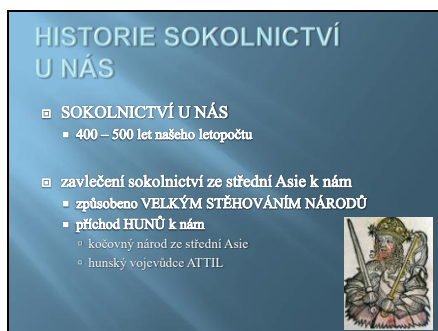 HISTORIE SOKOLNICTVÍ
U NÁS
SOKOLNICTVÍ U NÁS
400 – 500 let našeho letopočtu
zavlečení sokolnictví ze střední Asie k nám
způsobeno VELKÝM STĚHOVÁNÍM NÁRODŮ
příchod HUNŮ k nám
kočovný národ ze střední Asie
hunský vojevůdce ATTIL